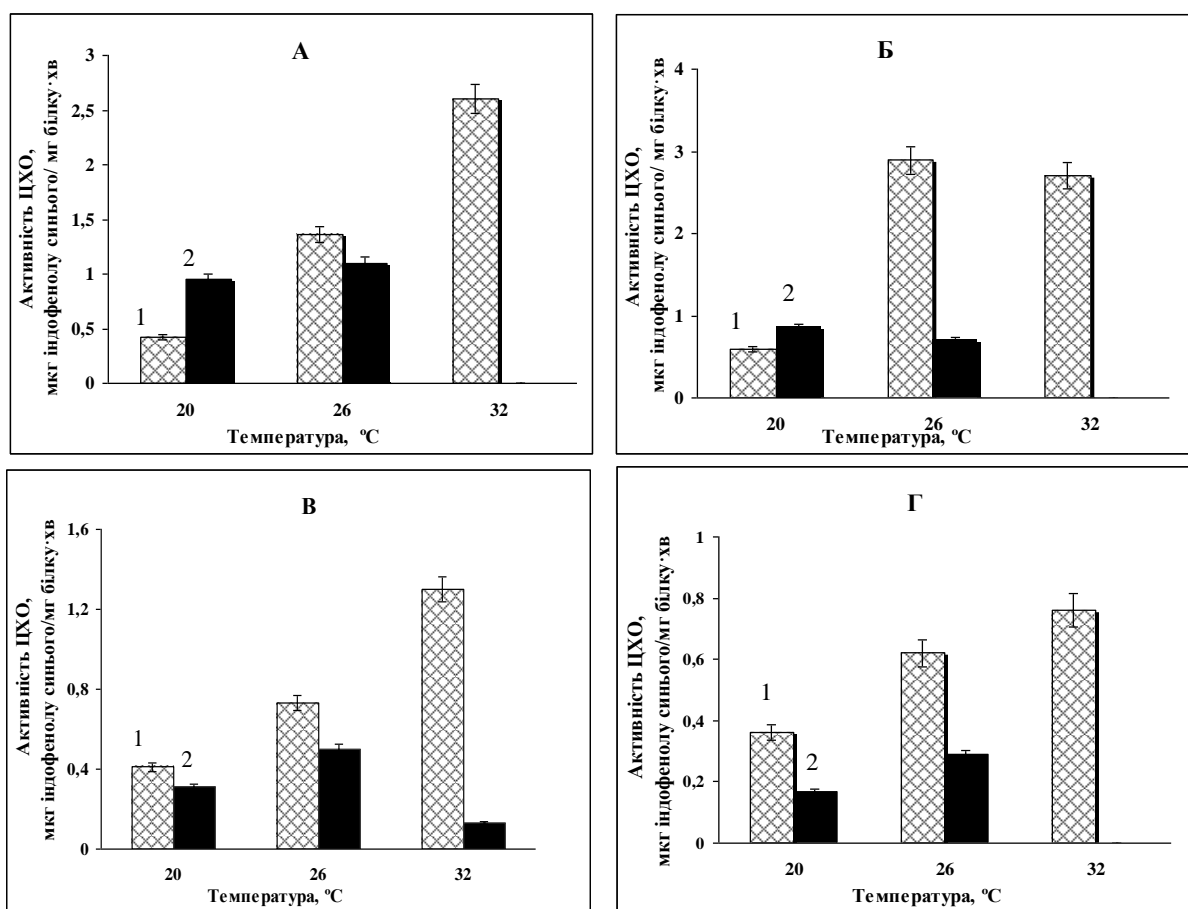 А
Активність ЦХО,
мкг індофенолу синього/ мг білку·хв
3
2,5
2
1,5
1
0,5
0
1
2
20
26
32
Температура, ºС
Б
Активність ЦХО,
мкг індофенолу синього/ мг білку·хв
4
3
2
1
0
1
2
20
26
32
Температура, ºС
В
Активність ЦХО,
мкг індофенолу синього/мг білку·хв
1,6
1,2
0,8
0,4
0
1
2
20
26
32
Температура, ºС
Г
Активність ЦХО,
мкг індофенолу синього/мг білку·хв
1
0,8
0,6
0,4
0,2
0
1
2
20
26
32
Температура, ºС